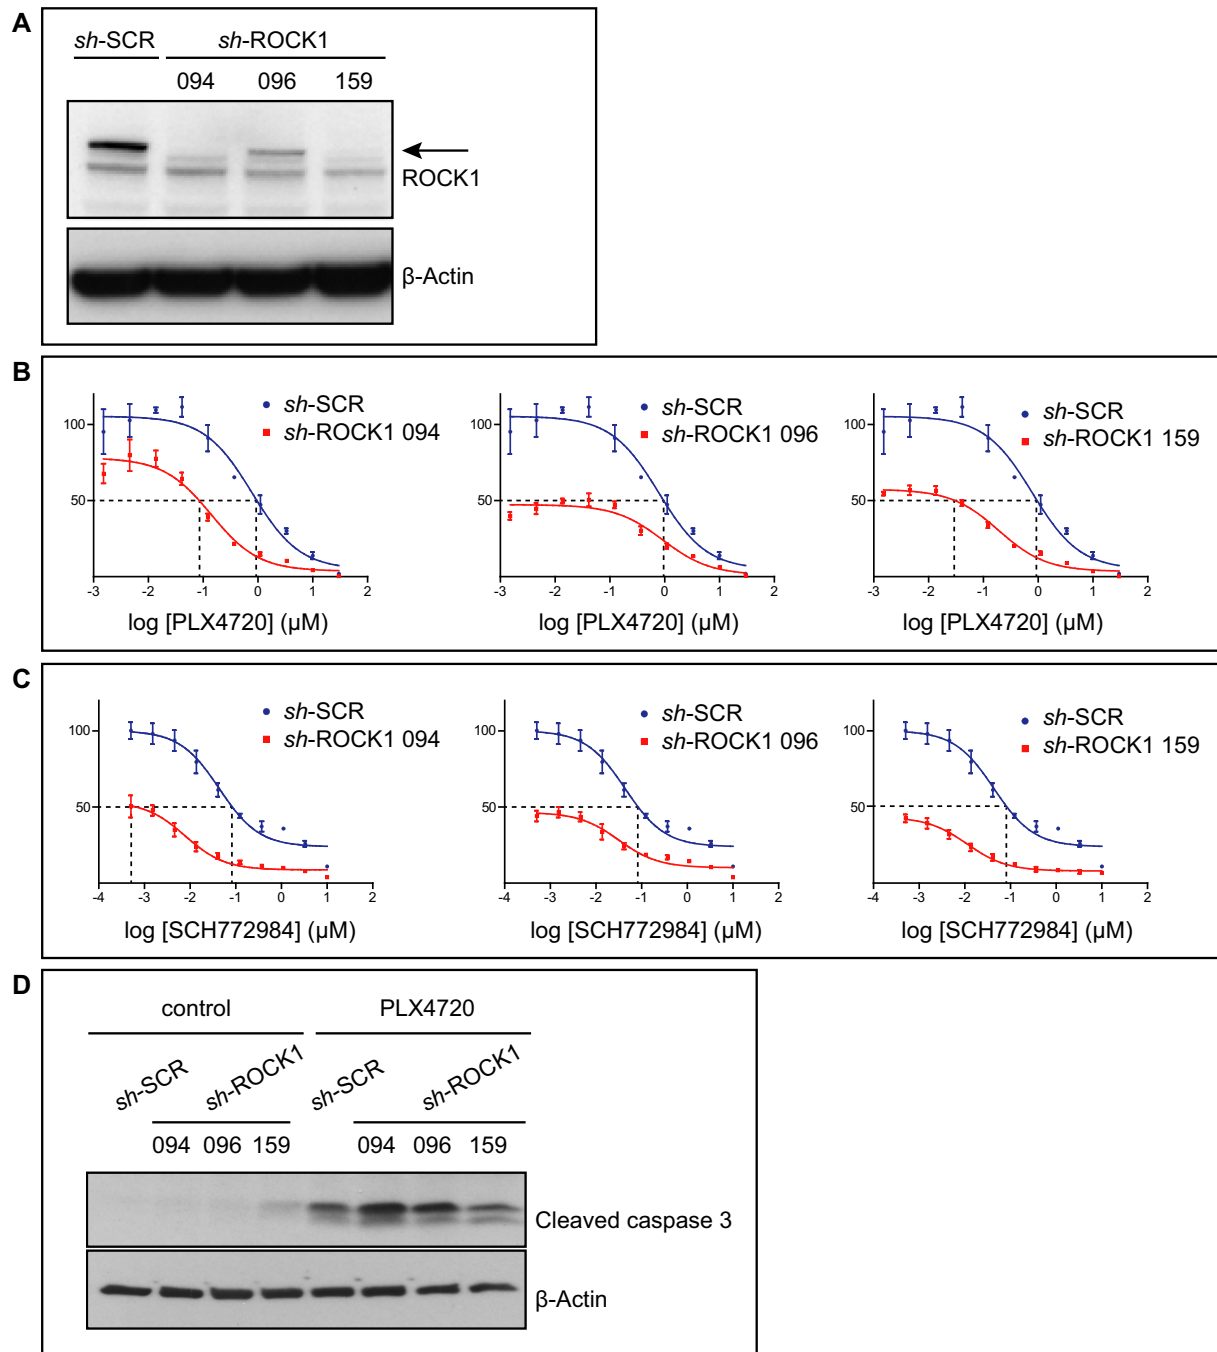 A
sh-SCR sh-ROCK1
094 096 159
ROCK1
β-Actin
B
sh-SCR
sh-ROCK1 094
100
50
-3 -2 -1 0 1 2
log [PLX4720] (µM)
sh-SCR
sh-ROCK1 096
100
50
-3 -2 -1 0 1 2
log [PLX4720] (µM)
sh-SCR
sh-ROCK1 159
100
50
-3 -2 -1 0 1 2
log [PLX4720] (µM)
C
sh-SCR
sh-ROCK1 094
100
50
-4 -3 -2 -1 0 1 2
log [SCH772984] (µM)
sh-SCR
sh-ROCK1 096
100
50
-4 -3 -2 -1 0 1 2
log [SCH772984] (µM)
sh-SCR
sh-ROCK1 159
100
50
-4 -3 -2 -1 0 1 2
log [SCH772984] (µM)
D
control PLX4720
sh-SCR sh-ROCK1 sh-SCR sh-ROCK1
094 096 159 094 096 159
Cleaved caspase 3
β-Actin